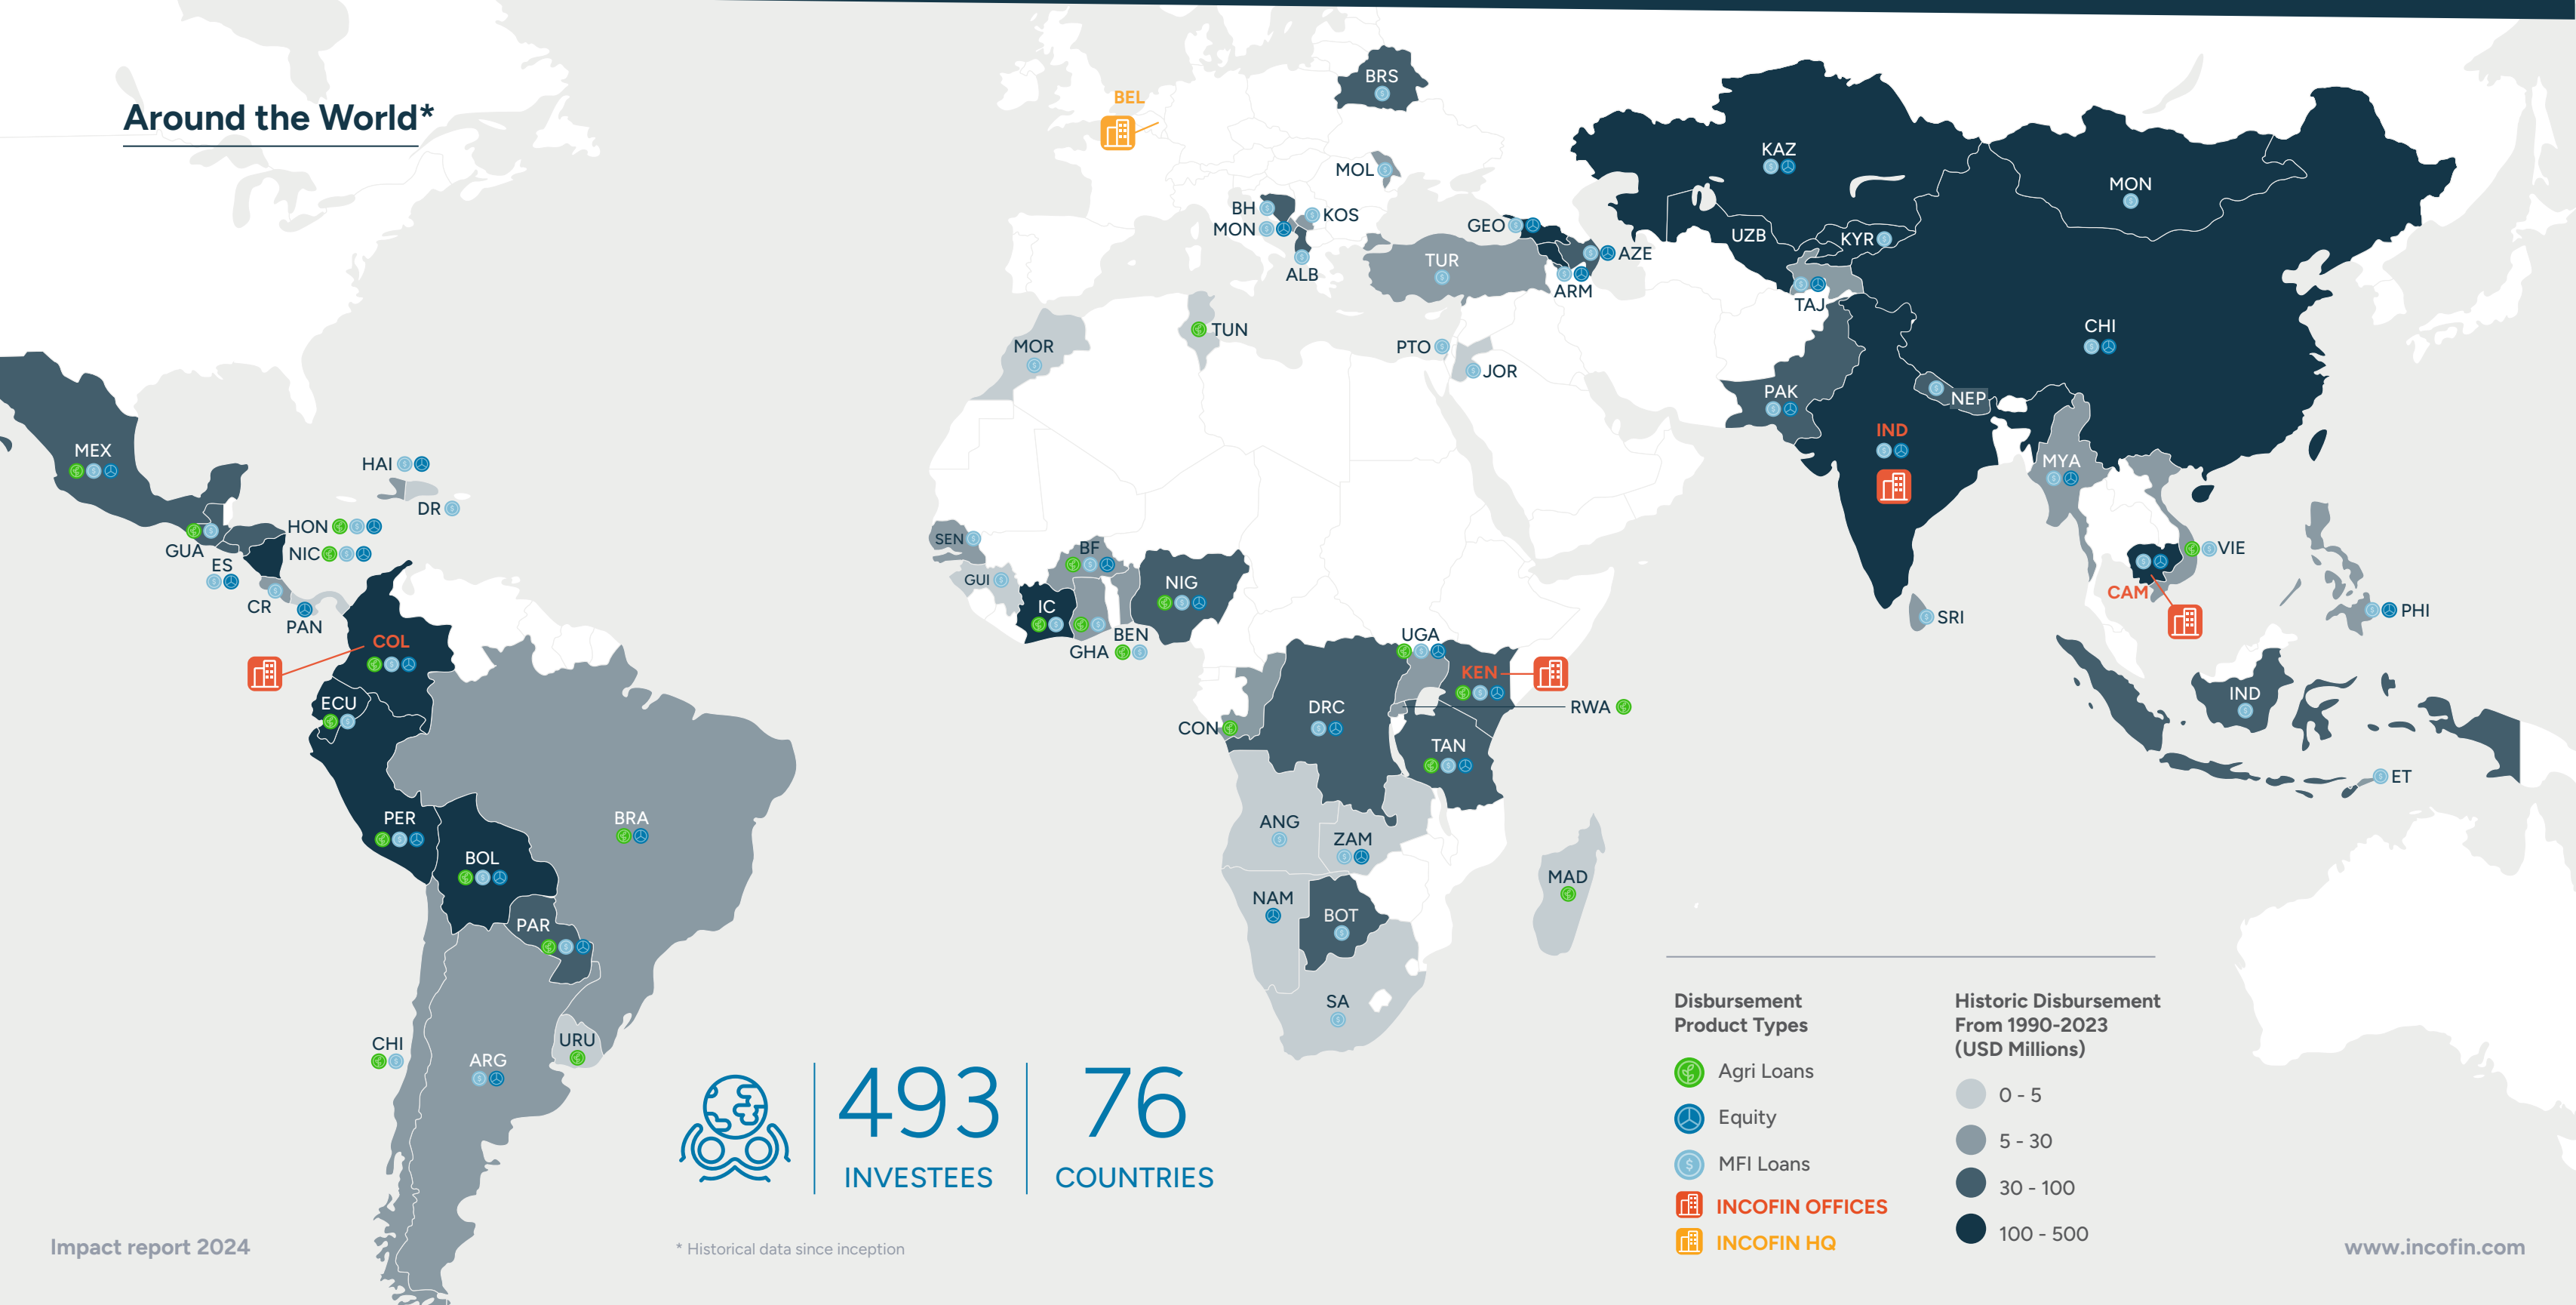 Around the World*
BEL
BRS
MOL
BH
KOS
MON
ALB
GEO
AZE
ARM
TUR
KAZ
MON
UZB
KYR
TAJ
CHI
TUN
MOR
PTO
JOR
PAK
NEP
IND
MYA
VIE
CAM
PHI
SRI
IND
ET
MEX
HAI
DR
HON
GUA
NIC
ES
CR
PAN
COL
ECU
PER
BRA
BOL
PAR
CHI
ARG
URU
SEN
GUI
BF
IC
NIG
BEN
GHA
UGA
KEN
RWA
CON
DRC
TAN
ANG
ZAM
MAD
NAM
BOT
SA
493
INVESTEES
76
COUNTRIES
Disbursement
Product Types
Agri Loans
Equity
MFI Loans
INCOFIN OFFICES
INCOFIN HQ
Historic Disbursement
From 1990-2023
(USD Millions)
0 - 5
5 - 30
30 - 100
100 - 500
Impact report 2024
* Historical data since inception
www.incofin.com